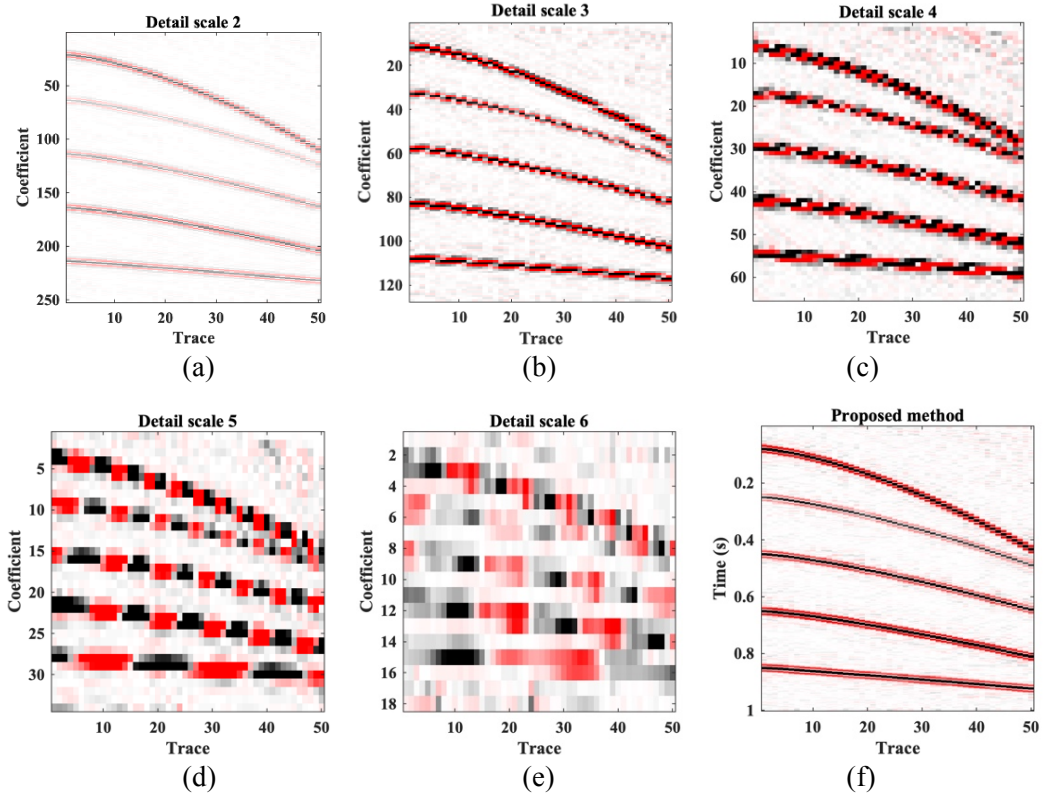 Detail scale 2
Detail scale 3
Detail scale 4
50
100
150
200
250
Coefficient
10 20 30 40 50
Trace
(a)
20
40
60
80
100
120
Coefficient
10 20 30 40 50
Trace
(b)
10
20
30
40
50
60
Coefficient
10 20 30 40 50
Trace
(c)
Detail scale 5
Detail scale 6
Proposed method
5
10
15
20
25
30
Coefficient
10 20 30 40 50
Trace
(d)
2
4
6
8
10
12
14
16
18
Coefficient
10 20 30 40 50
Trace
(e)
0.2
0.4
0.6
0.8
1
Time (s)
10 20 30 40 50
Trace
(f)